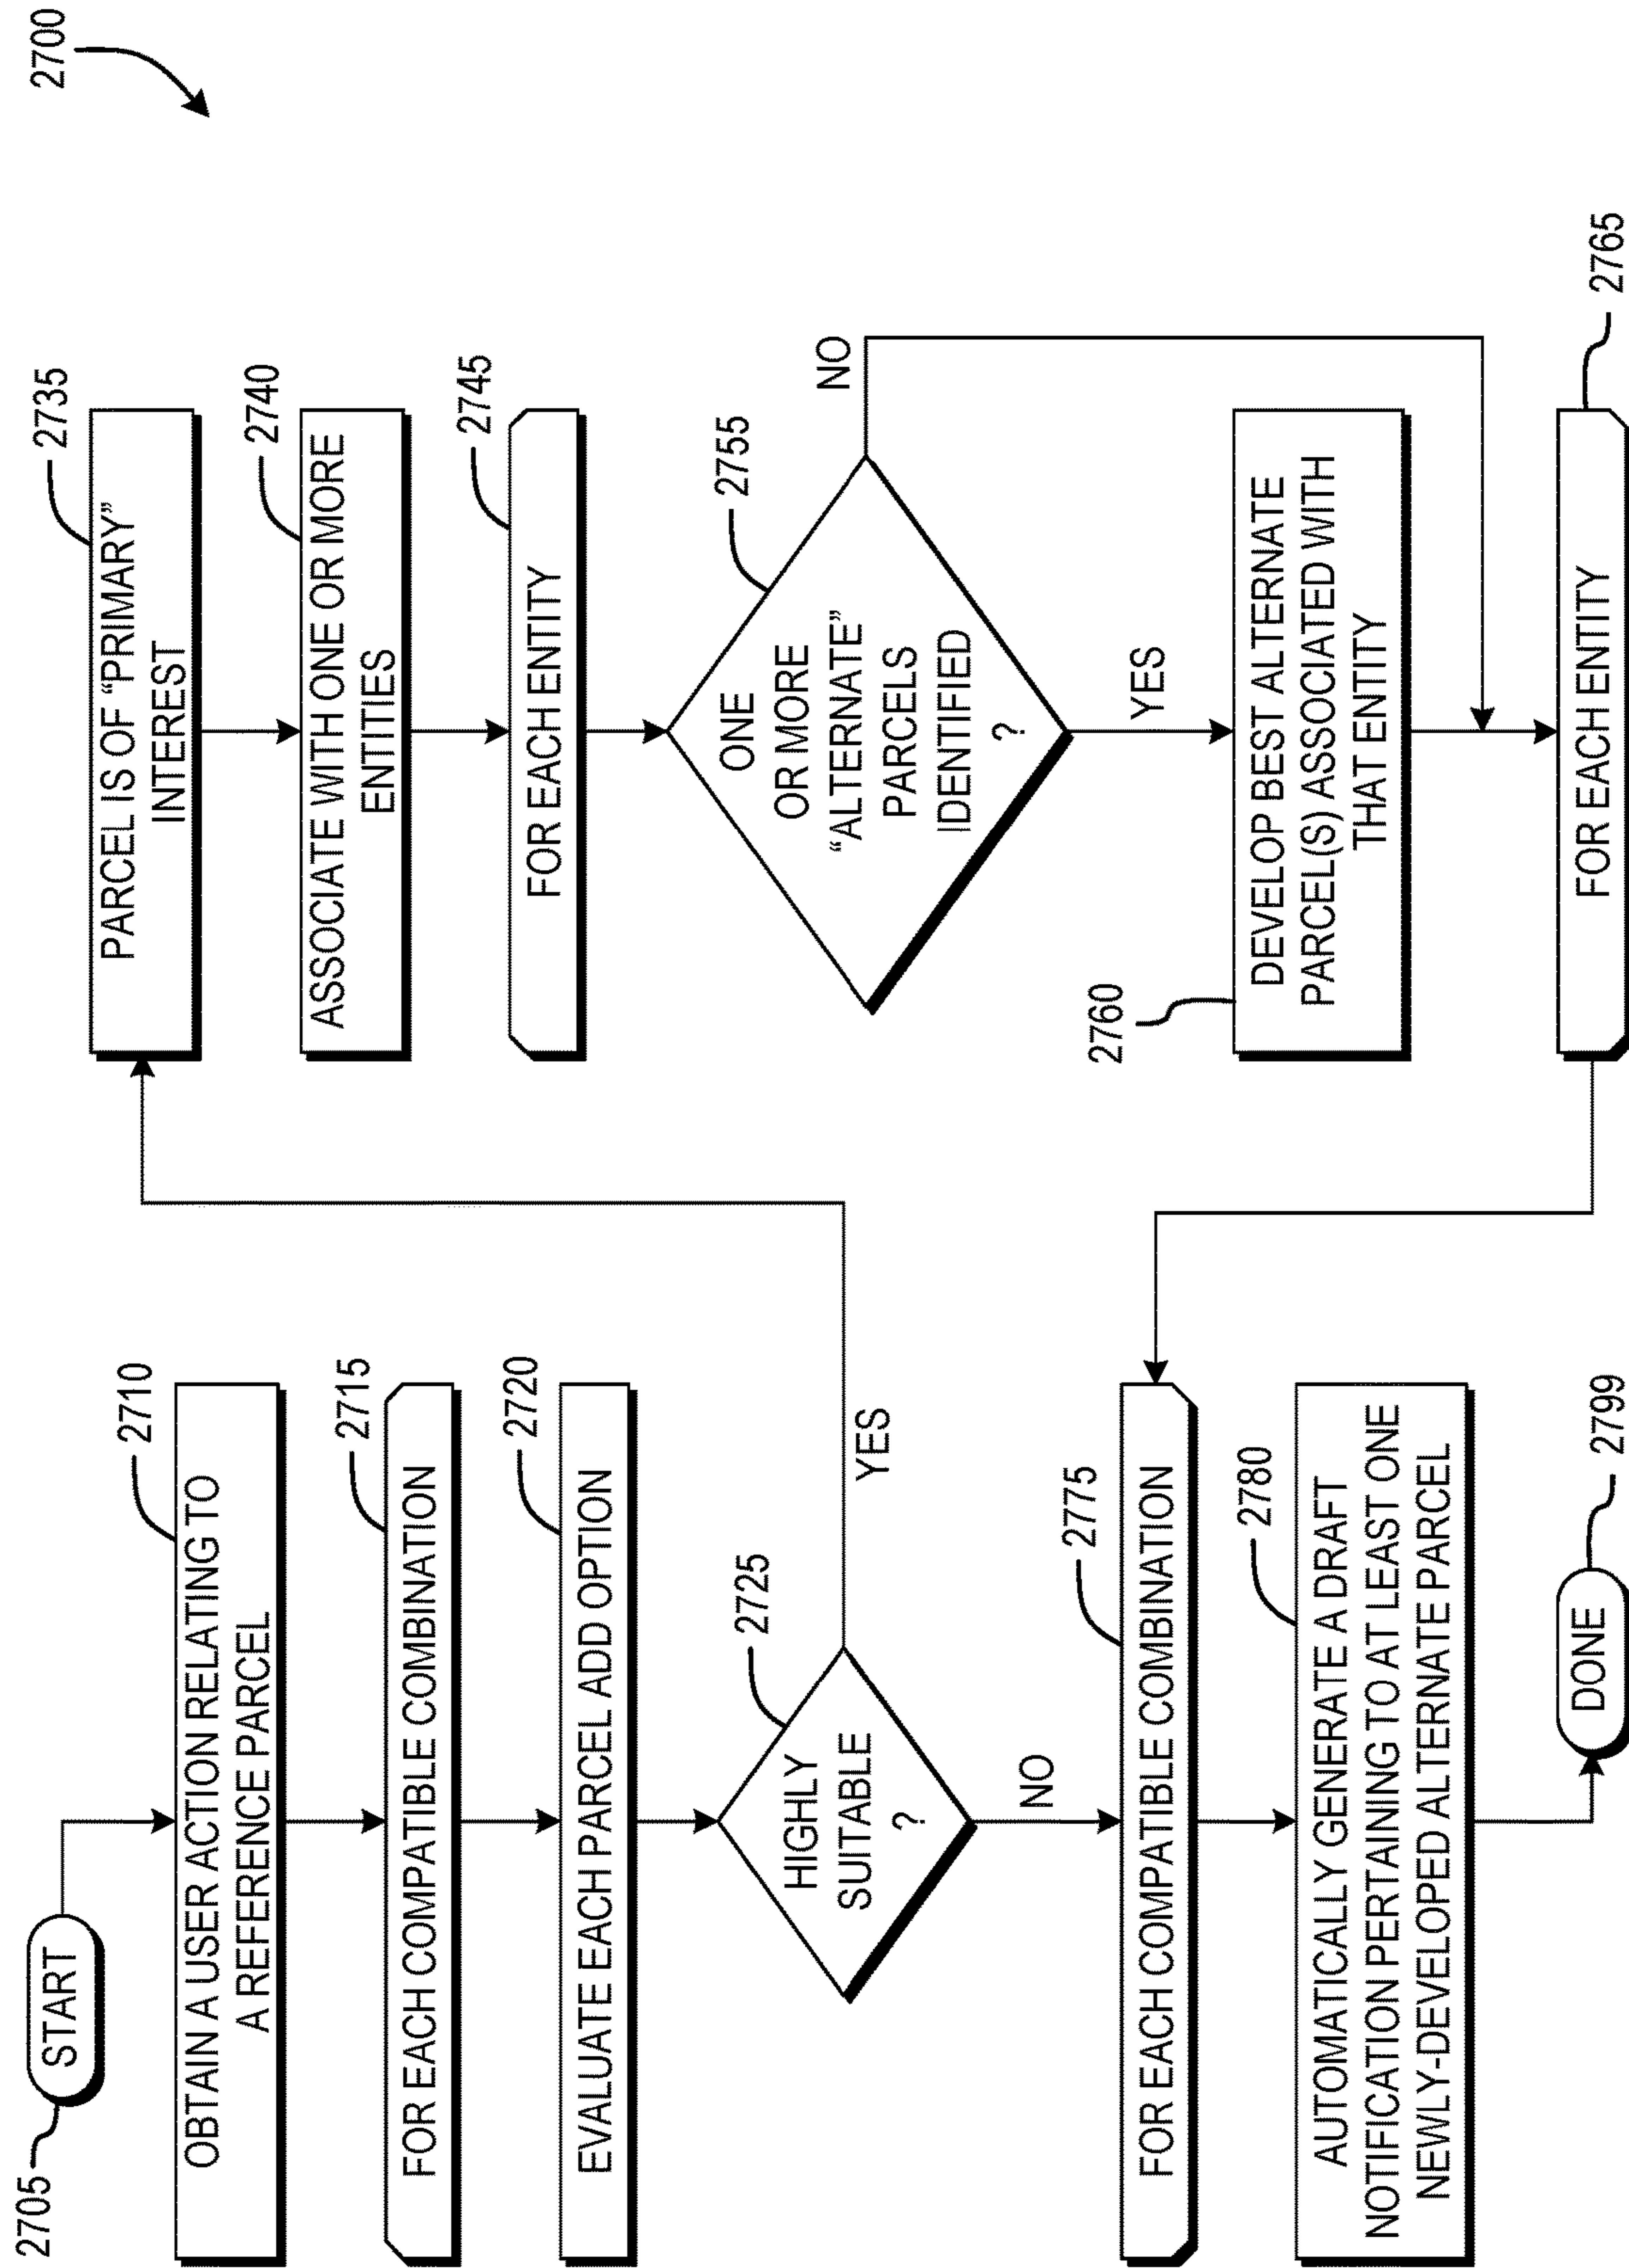 2700
2705
START
2710
OBTAIN A USER ACTION RELATING TO
A REFERENCE PARCEL
2715
FOR EACH COMPATIBLE COMBINATION
2720
EVALUATE EACH PARCEL ADD OPTION
2725
HIGHLY
SUITABLE
?
YES
NO
2735
PARCEL IS OF “PRIMARY”
INTEREST
2740
ASSOCIATE WITH ONE OR MORE
ENTITIES
2745
FOR EACH ENTITY
2755
ONE
OR MORE
“ALTERNATE”
PARCELS
IDENTIFIED
?
NO
YES
2760
DEVELOP BEST ALTERNATE
PARCEL(S) ASSOCIATED WITH
THAT ENTITY
2765
FOR EACH ENTITY
2775
FOR EACH COMPATIBLE COMBINATION
2780
AUTOMATICALLY GENERATE A DRAFT
NOTIFICATION PERTAINING TO AT LEAST ONE
NEWLY-DEVELOPED ALTERNATE PARCEL
2799
DONE